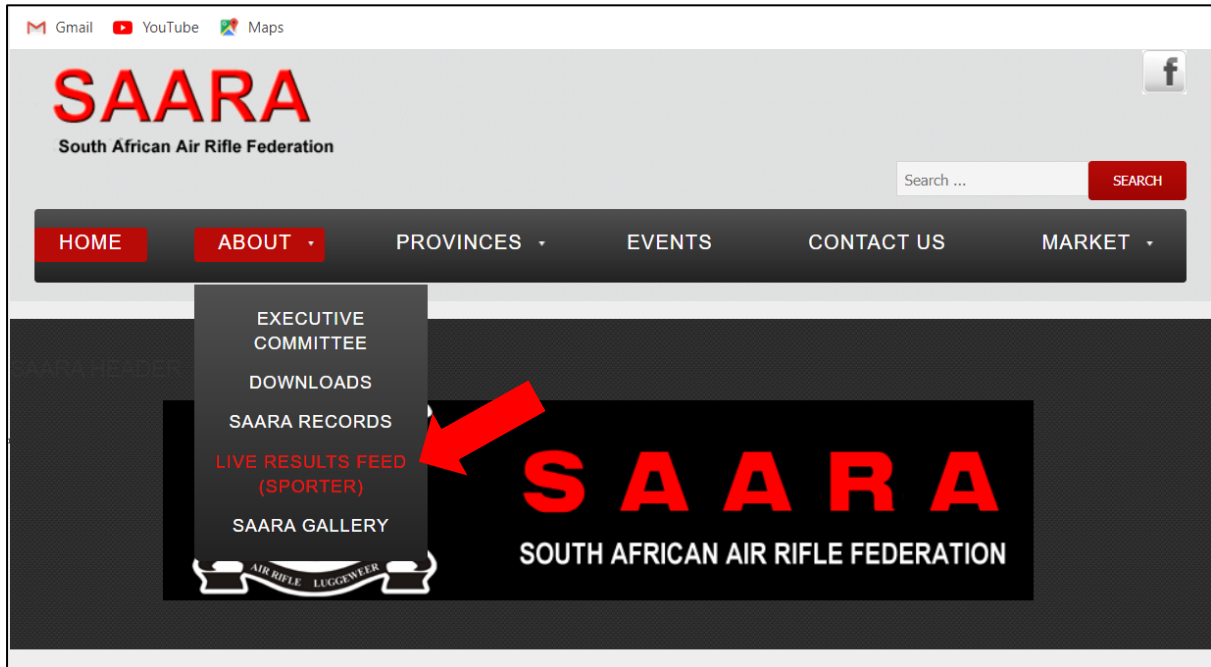 Gmail YouTube Maps
SAARA
South African Air Rifle Federation
f
Search ... SEARCH
HOME ABOUT PROVINCES EVENTS CONTACT US MARKET
EXECUTIVE
COMMITTEE
DOWNLOADS
SAARA HEADER
SAARA RECORDS
LIVE RESULTS FEED
(SPORTER)
SAARA GALLERY
SAARA
SOUTH AFRICAN AIR RIFLE FEDERATION
AIR RIFLE LUGGEWEER